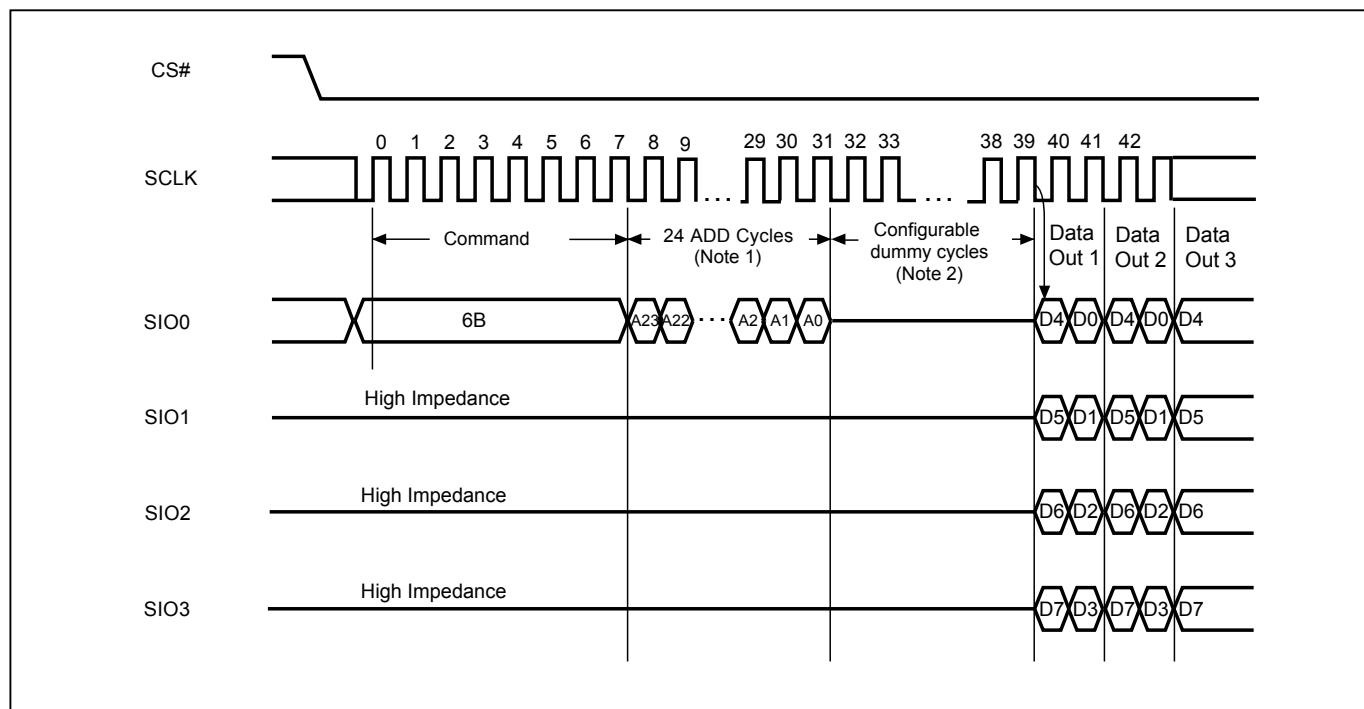 CS#
0 1 2 3 4 5 6 7 8 9 29 30 31 32 33 38 39 40 41 42
SCLK
Command
24 ADD Cycles
(Note 1)
Configurable
dummy cycles
(Note 2)
Data
Out 1
Data
Out 2
Data
Out 3
SIO0
6B
A23 A22 A2 A1 A0
D4 D0 D4 D0 D4
High Impedance
SIO1
D5 D1 D5 D1 D5
High Impedance
SIO2
D6 D2 D6 D2 D6
High Impedance
SIO3
D7 D3 D7 D3 D7